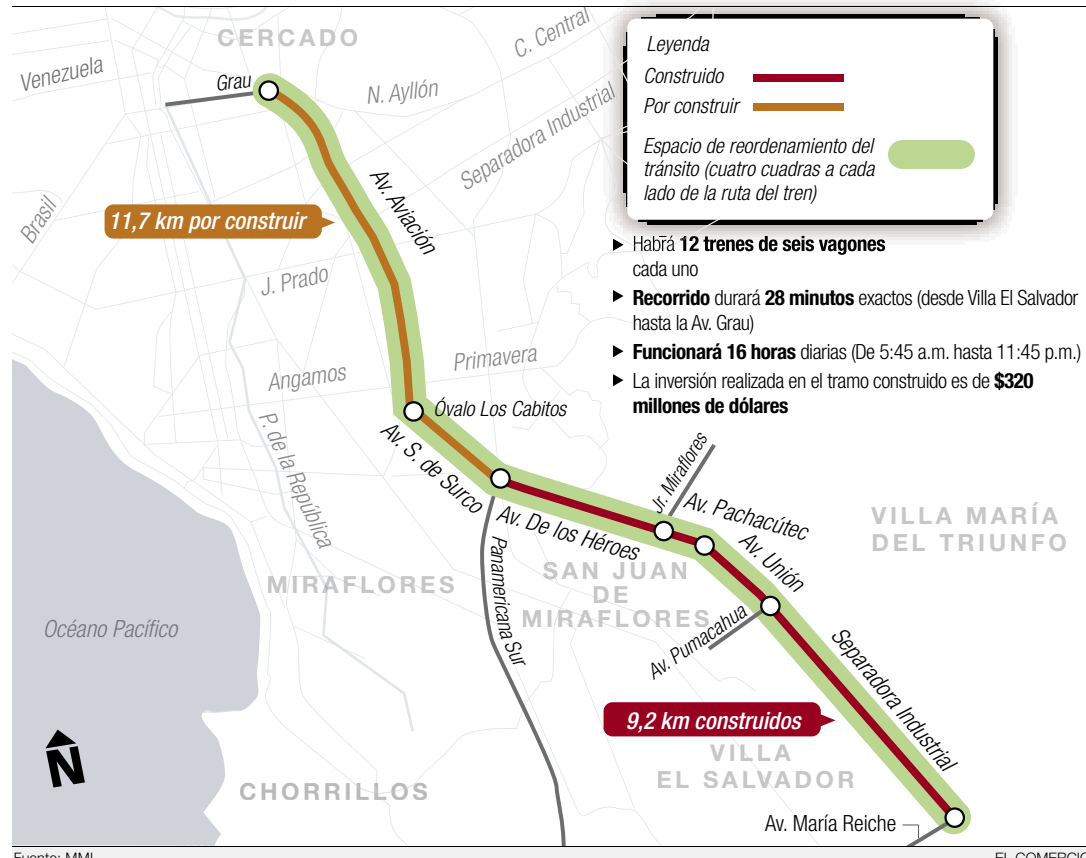 CERCADO
Venezuela
Grau
C. Central
N. Ayllón
Separadora Industrial
Brasil
Av. Aviación
11,7 km por construir
J. Prado
Angamos
Primavera
Óvalo Los Cabitos
P. de la República
Av. S. de Surco
Av. De los Héroes
Panamericana Sur
Jr. Miraflores
Av. Pachacútec
Av. Unión
VILLA MARÍA
DEL TRIUNFO
MIRAFLORES
SAN JUAN
DE
MIRAFLORES
Av. Pumacahua
Separadora Industrial
Océano Pacífico
9,2 km construidos
VILLA
EL SALVADOR
N
CHORRILLOS
Av. María Reiche
Leyenda
Construido
Por construir
Espacio de reordenamiento del
tránsito (cuatro cuadras a cada
lado de la ruta del tren)
Habrá 12 trenes de seis vagones
cada uno
Recorrido durará 28 minutos exactos (desde Villa El Salvador
hasta la Av. Grau)
Funcionará 16 horas diarias (De 5:45 a.m. hasta 11:45 p.m.)
La inversión realizada en el tramo construido es de $320
millones de dólares
Fuente: MML
EL COMERCIO